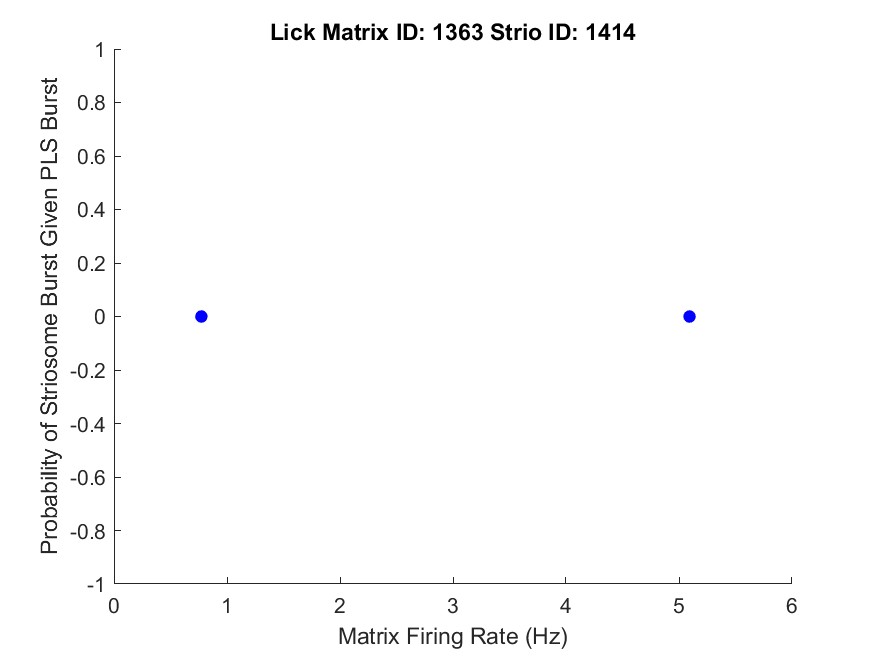 Lick Matrix ID: 1363 Strio ID: 1414
Probability of Striosome Burst Given PLS Burst
1
0.8
0.6
0.4
0.2
0
-0.2
-0.4
-0.6
-0.8
-1
0 1 2 3 4 5 6
Matrix Firing Rate (Hz)